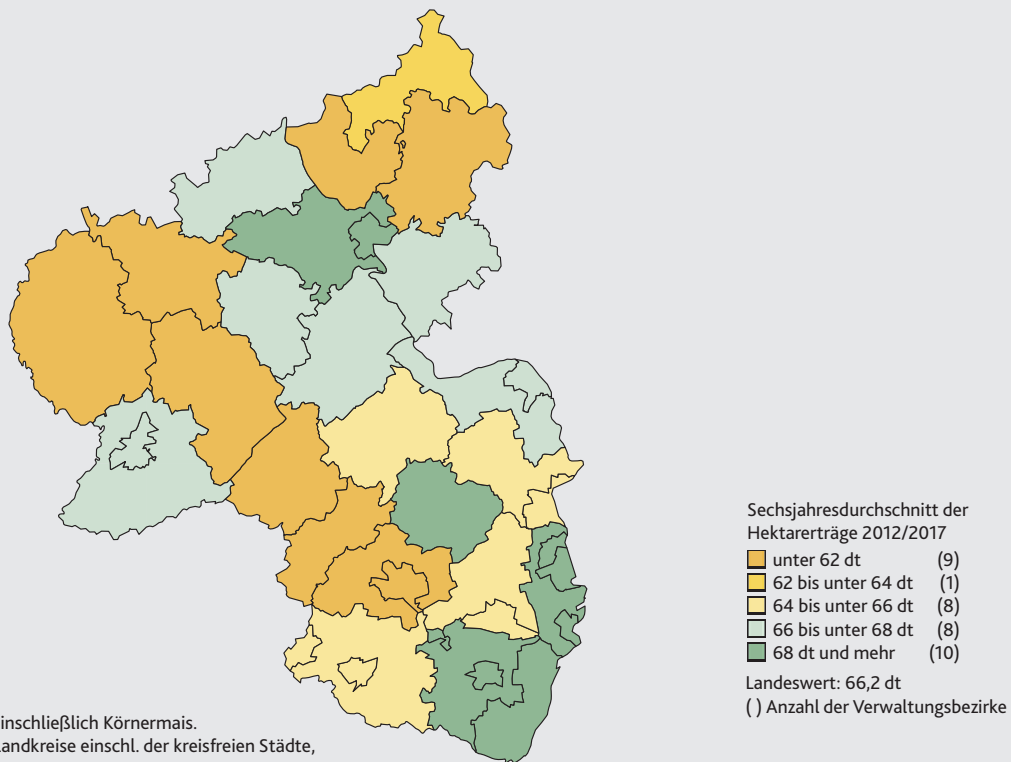 Sechsjahresdurchschnitt der
Hektarerträge 2012/2017
unter 62 dt (9)
62 bis unter 64 dt (1)
64 bis unter 66 dt (8)
66 bis unter 68 dt (8)
68 dt und mehr (10)
Landeswert: 66,2 dt
( ) Anzahl der Verwaltungsbezirke
inschließlich Körnermais.
andkreise einschl. der kreisfreien Städte,